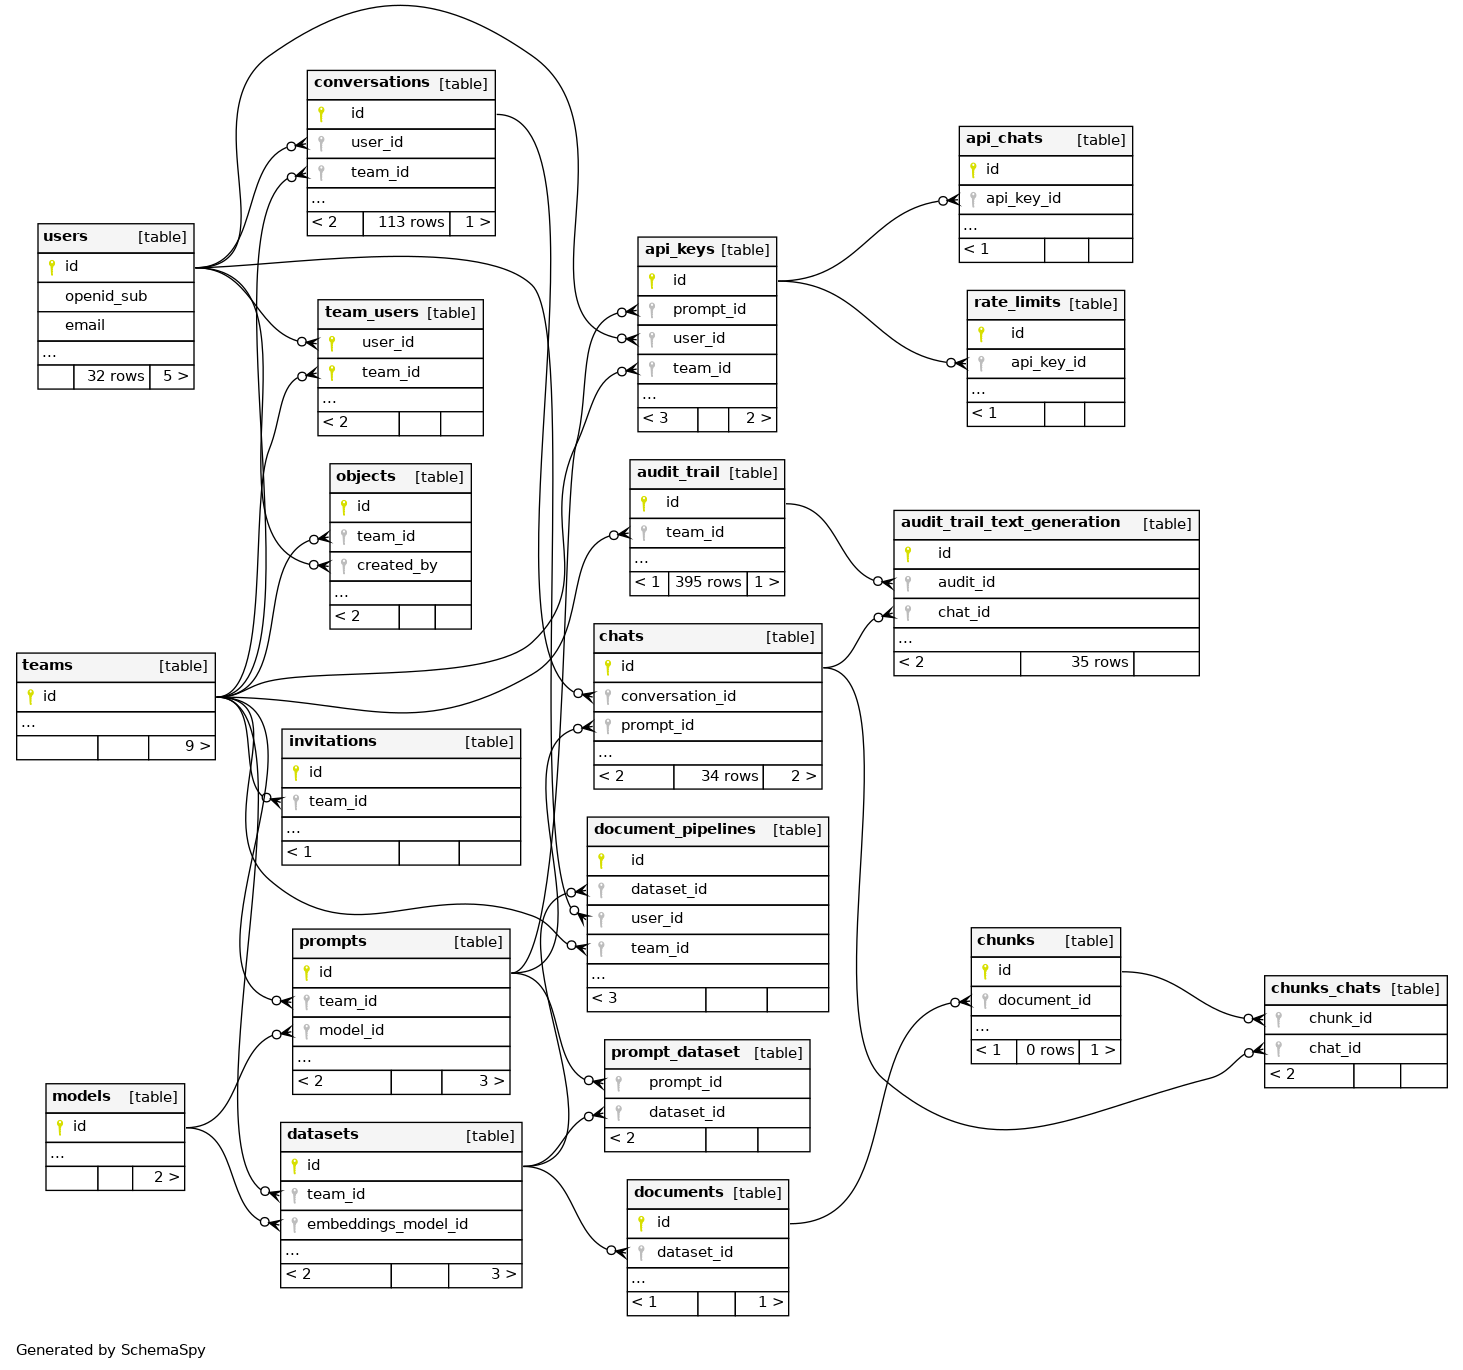 conversations [table]
id
user_id
team_id
...
< 2 113 rows 1 >
users [table]
id
openid_sub
email
...
32 rows 5 >
team_users [table]
user_id
team_id
...
< 2
objects [table]
id
team_id
created_by
...
< 2
teams [table]
id
...
9 >
invitations [table]
id
team_id
...
< 1
prompts [table]
id
team_id
model_id
...
< 2 3 >
models [table]
id
...
2 >
datasets [table]
id
team_id
embeddings_model_id
...
< 2 3 >
api_keys [table]
id
prompt_id
user_id
team_id
...
< 3 2 >
audit_trail [table]
id
team_id
...
< 1 395 rows 1 >
chats [table]
id
conversation_id
prompt_id
...
< 2 34 rows 2 >
document_pipelines [table]
id
dataset_id
user_id
team_id
...
< 3
prompt_dataset [table]
prompt_id
dataset_id
< 2
documents [table]
id
dataset_id
...
< 1 1 >
api_chats [table]
id
api_key_id
...
< 1
rate_limits [table]
id
api_key_id
...
< 1
audit_trail_text_generation [table]
id
audit_id
chat_id
...
< 2 35 rows
chunks [table]
id
document_id
...
< 1 0 rows 1 >
chunks_chats [table]
chunk_id
chat_id
< 2
Generated by SchemaSpy